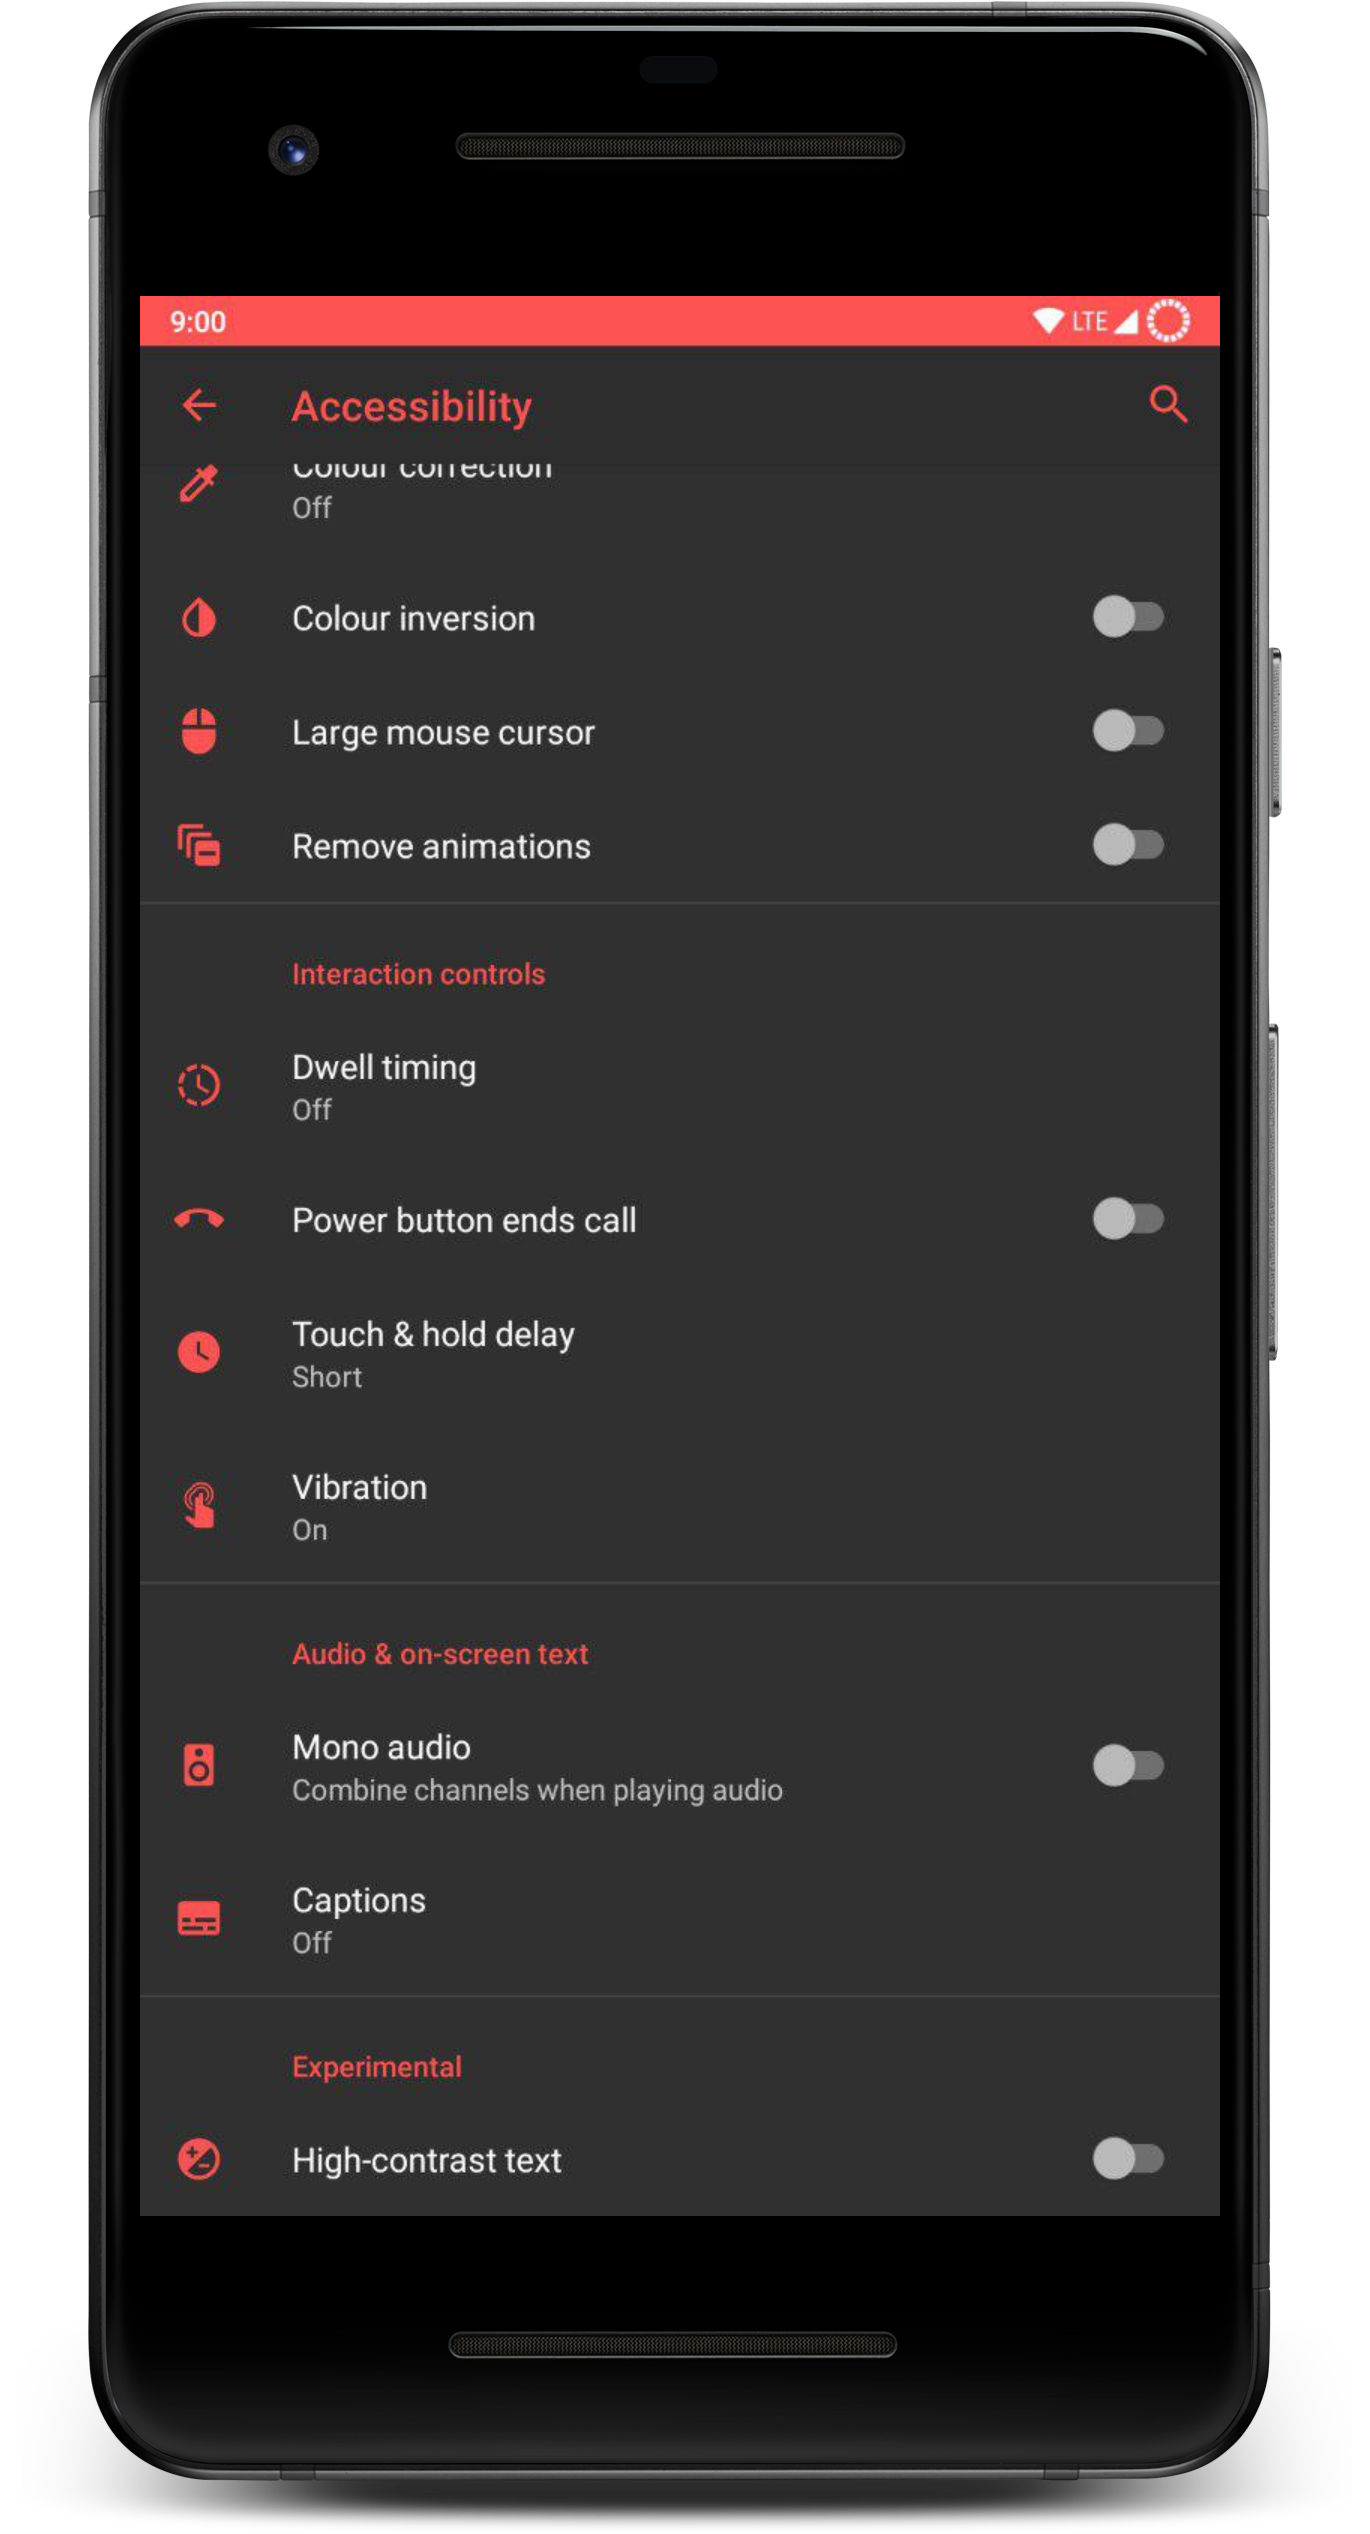 9:00 LTE
Accessibility
Colour correction
Off
Colour inversion
Large mouse cursor
Remove animations
Interaction controls
Dwell timing
Off
Power button ends call
Touch & hold delay
Short
Vibration
On
Audio & on-screen text
Mono audio
Combine channels when playing audio
Captions
Off
Experimental
High-contrast text